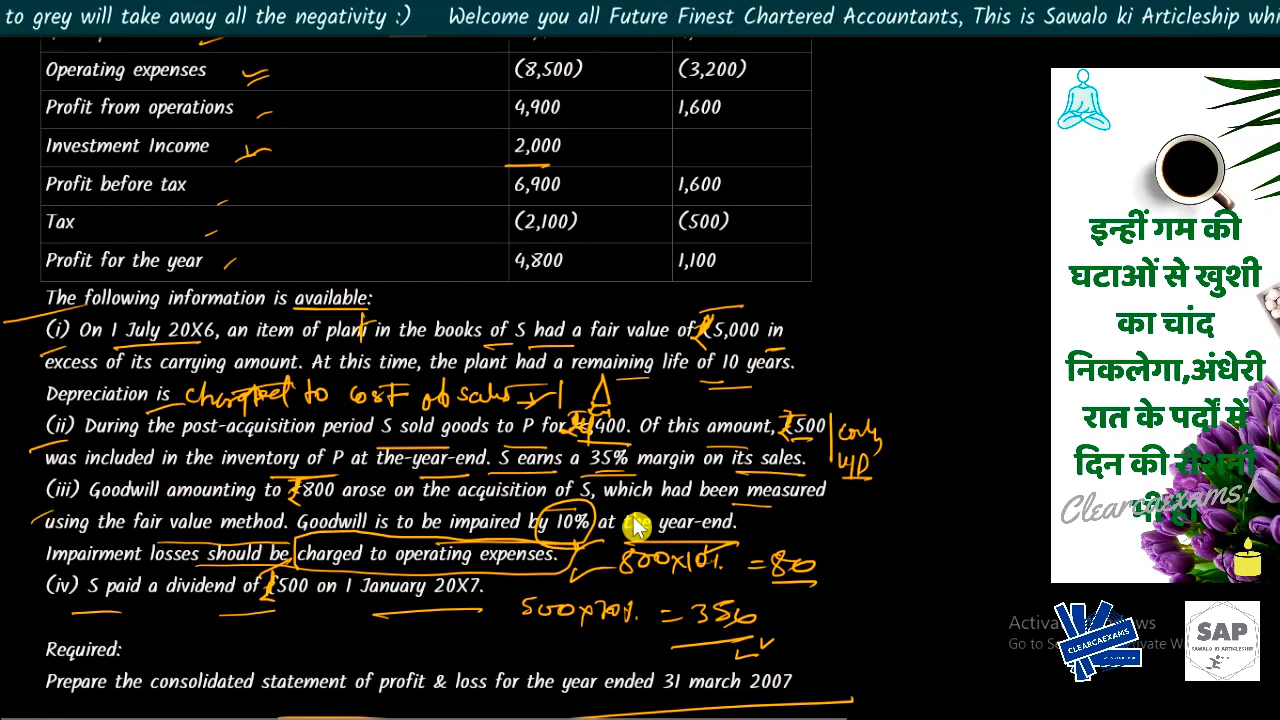 to grey will take away all the negativity :) Welcome you all Future Finest Chartered Accountants, This is Sawalo ki Articleship whi
Operating expenses (8,500) (3,200)
Profit from operations 4,900 1,600
Investment Income 2,000
Profit before tax 6,900 1,600
Tax (2,100) (500)
Profit for the year 4,800 1,100
The following information is available:
(i) On 1 July 20X6, an item of plant in the books of S had a fair value of ₹5,000 in
excess of its carrying amount. At this time, the plant had a remaining life of 10 years.
Depreciation is charged to cost of sales
(ii) During the post-acquisition period S sold goods to P for 400. Of this amount, ₹500
was included in the inventory of P at the-year-end. S earns a 35% margin on its sales.
(iii) Goodwill amounting to ₹800 arose on the acquisition of S, which had been measured
using the fair value method. Goodwill is to be impaired by 10% at year-end.
Impairment losses should be charged to operating expenses.
800×10% = 80
(iv) S paid a dividend of ₹500 on 1 January 20X7.
500×70% = 350
Required:
Prepare the consolidated statement of profit & loss for the year ended 31 march 2007
इन्हीं गम की
घटाओं से खुशी
का चांद
निकलेगा,अंधेरी
रात के पर्दों में
दिन की रौशनी
Clearcaexams!
CLEARCAEXAMS
SAP
SAWALO KI ARTICLESHIP